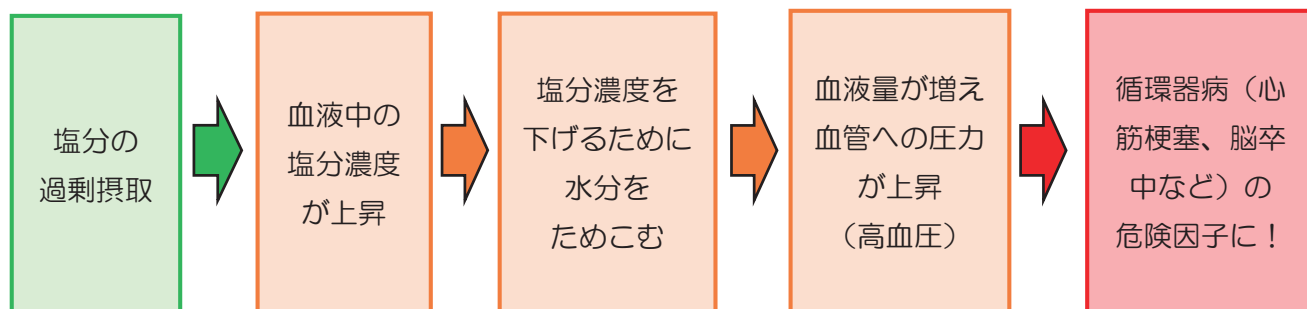 塩分の
過剰摂取
血液中の
塩分濃度
が上昇
塩分濃度を
下げるために
水分を
ためこむ
血液量が増え
血管への圧力
が上昇
（高血圧）
循環器病（心
筋梗塞、脳卒
中など）の
危険因子に！